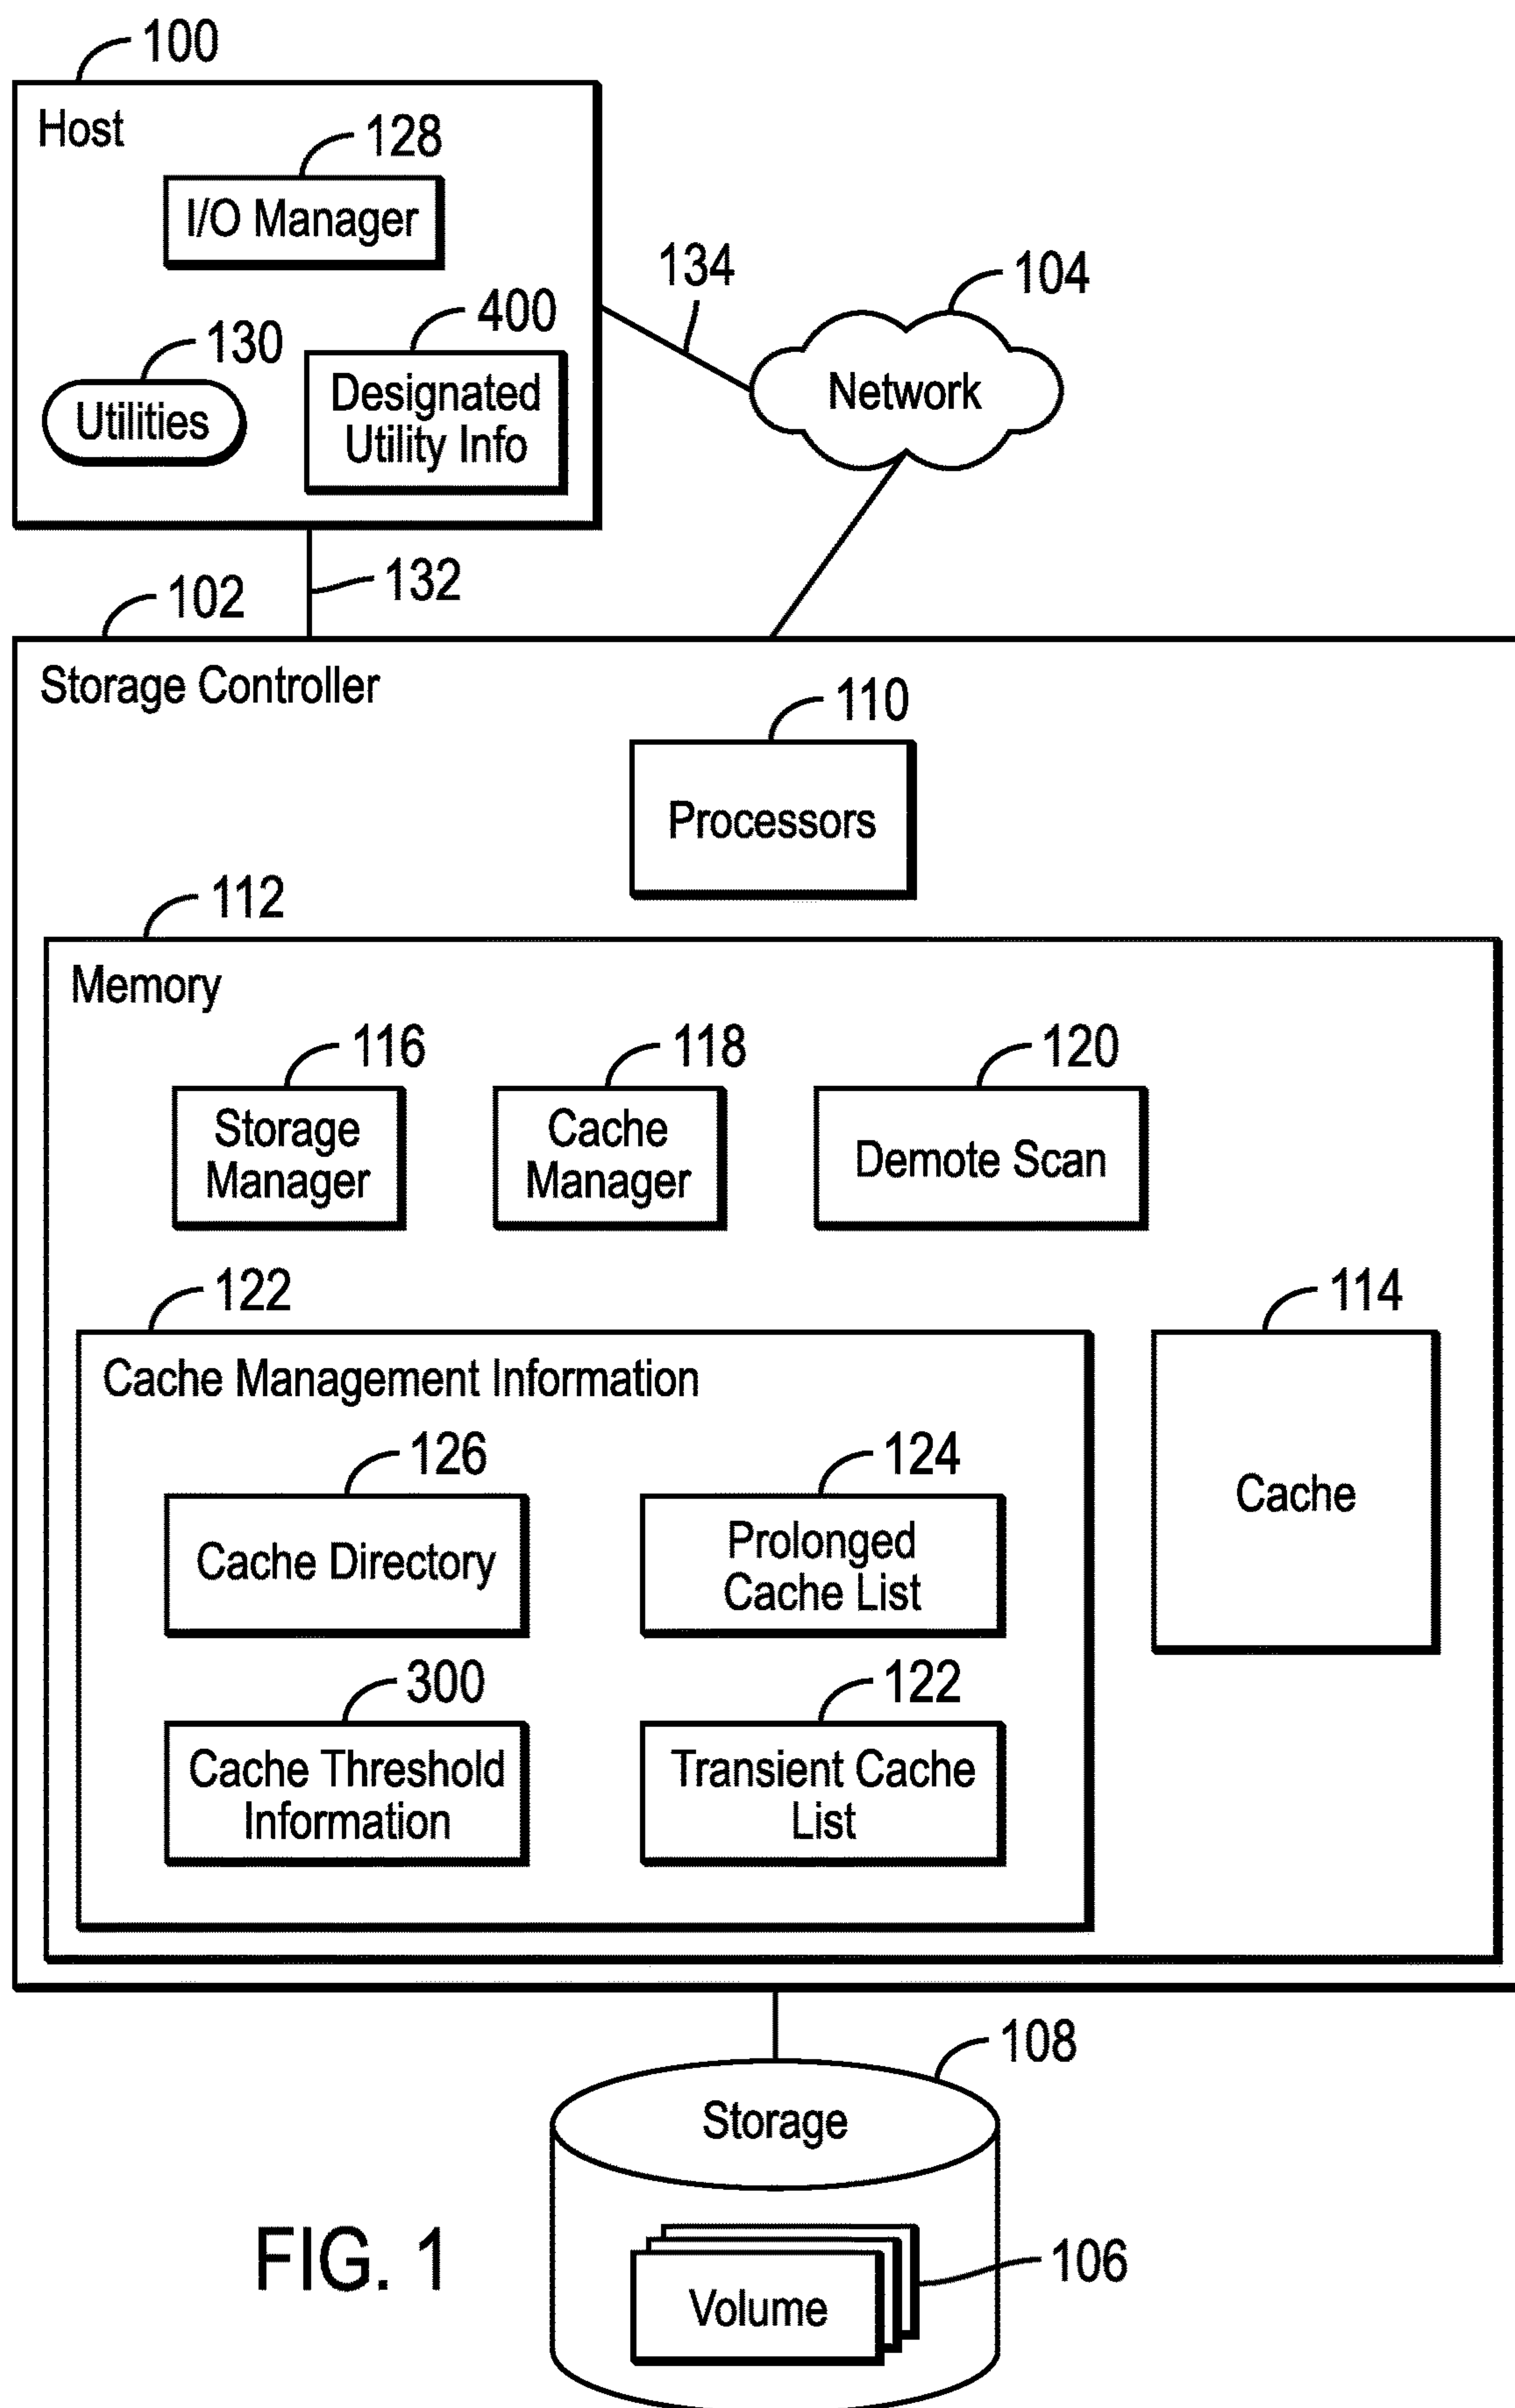 100
Host
128
I/O Manager
134
104
130
400
Utilities
Designated
Utility Info
Network
102
132
Storage Controller
110
Processors
112
Memory
116
118
120
Storage
Manager
Cache
Manager
Demote Scan
122
114
Cache Management Information
126
124
Cache Directory
Prolonged
Cache List
Cache
300
122
Cache Threshold
Information
Transient Cache
List
108
Storage
FIG. 1
106
Volume